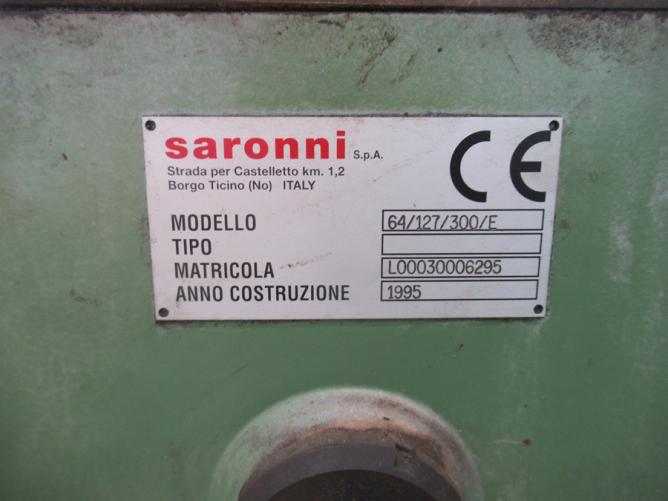 saronni S.p.A.
Strada per Castelletto km. 1,2
Borgo Ticino (No) ITALY
CE
MODELLO 64/127/300/E
TIPO
MATRICOLA L00030006295
ANNO COSTRUZIONE 1995